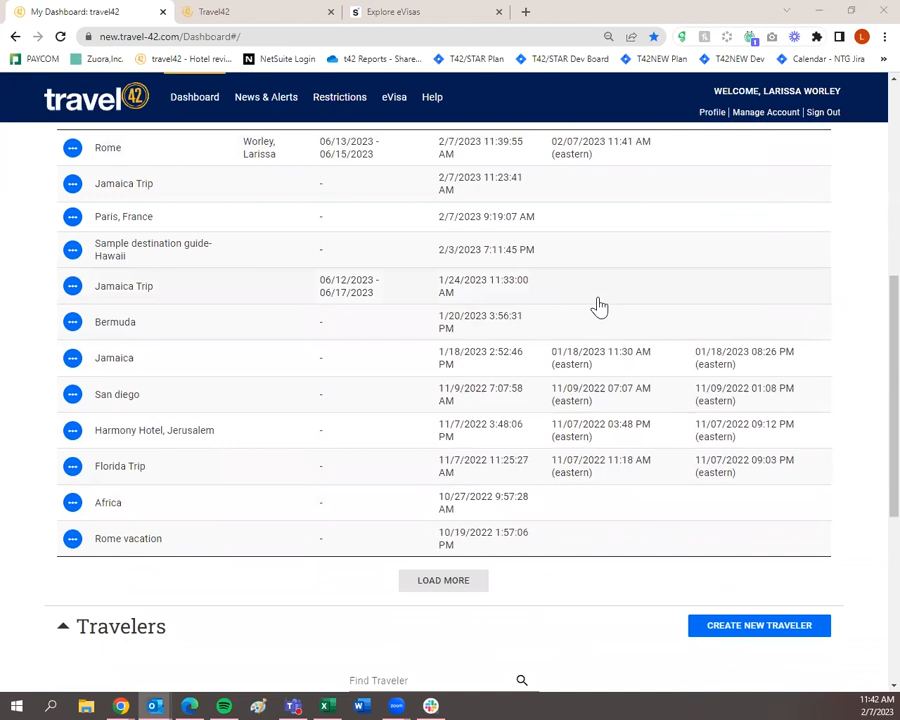 My Dashboard: travel42
Travel42
Explore eVisas
new.travel-42.com/Dashboard#/
L
PAYCOM
Zuora,Inc.
travel42 - Hotel revi...
NetSuite Login
t42 Reports - Share...
T42/STAR Plan
T42/STAR Dev Board
T42NEW Plan
T42NEW Dev
Calendar - NTG Jira
»
travel 42
Dashboard
News & Alerts
Restrictions
eVisa
Help
WELCOME, LARISSA WORLEY
Profile | Manage Account | Sign Out
Rome
Worley,
Larissa
06/13/2023 -
06/15/2023
2/7/2023 11:39:55
AM
02/07/2023 11:41 AM
(eastern)
Jamaica Trip
-
2/7/2023 11:23:41
AM
Paris, France
-
2/7/2023 9:19:07 AM
Sample destination guide-
Hawaii
-
2/3/2023 7:11:45 PM
Jamaica Trip
06/12/2023 -
06/17/2023
1/24/2023 11:33:00
AM
Bermuda
-
1/20/2023 3:56:31
PM
Jamaica
-
1/18/2023 2:52:46
PM
01/18/2023 11:30 AM
(eastern)
01/18/2023 08:26 PM
(eastern)
San diego
-
11/9/2022 7:07:58
AM
11/09/2022 07:07 AM
(eastern)
11/09/2022 01:08 PM
(eastern)
Harmony Hotel, Jerusalem
-
11/7/2022 3:48:06
PM
11/07/2022 03:48 PM
(eastern)
11/07/2022 09:12 PM
(eastern)
Florida Trip
-
11/7/2022 11:25:27
AM
11/07/2022 11:18 AM
(eastern)
11/07/2022 09:03 PM
(eastern)
Africa
-
10/27/2022 9:57:28
AM
Rome vacation
-
10/19/2022 1:57:06
PM
LOAD MORE
Travelers
CREATE NEW TRAVELER
Find Traveler
11:42 AM
2/7/2023